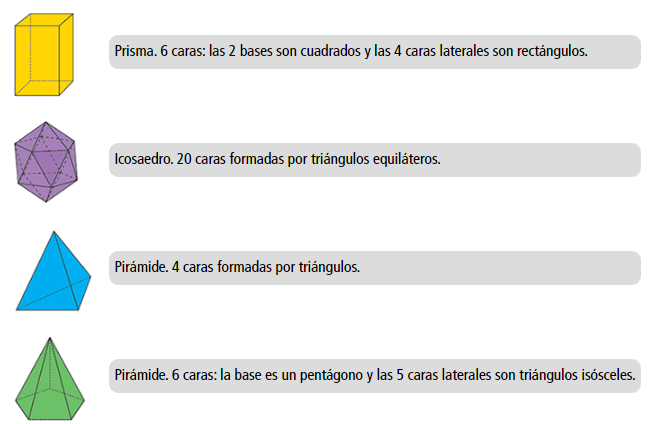 Prisma. 6 caras: las 2 bases son cuadrados y las 4 caras laterales son rectángulos.
Icosaedro. 20 caras formadas por triángulos equiláteros.
Pirámide. 4 caras formadas por triángulos.
Pirámide. 6 caras: la base es un pentágono y las 5 caras laterales son triángulos isósceles.